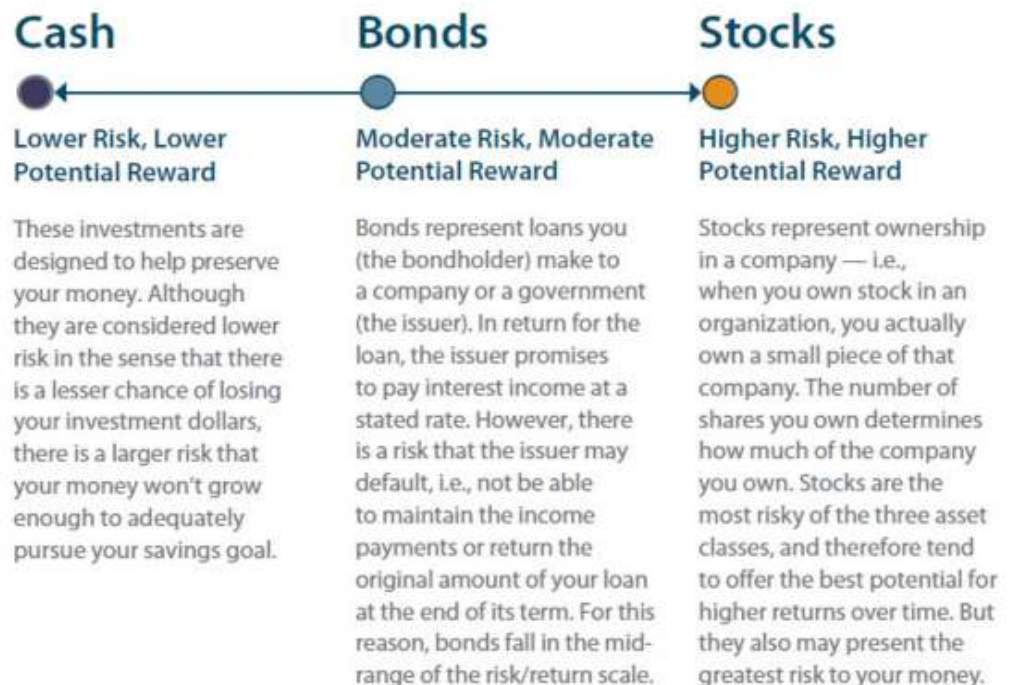 Cash
Lower Risk, Lower
Potential Reward
These investments are
designed to help preserve
your money. Although
they are considered lower
risk in the sense that there
is a lesser chance of losing
your investment dollars,
there is a larger risk that
your money won't grow
enough to adequately
pursue your savings goal.
Bonds
Moderate Risk, Moderate
Potential Reward
Bonds represent loans you
(the bondholder) make to
a company or a government
(the issuer). In return for the
loan, the issuer promises
to pay interest income at a
stated rate. However, there
is a risk that the issuer may
default, i.e., not be able
to maintain the income
payments or return the
original amount of your loan
at the end of its term. For this
reason, bonds fall in the mid-
range of the risk/return scale.
Stocks
Higher Risk, Higher
Potential Reward
Stocks represent ownership
in a company — i.e.,
when you own stock in an
organization, you actually
own a small piece of that
company. The number of
shares you own determines
how much of the company
you own. Stocks are the
most risky of the three asset
classes, and therefore tend
to offer the best potential for
higher returns over time. But
they also may present the
greatest risk to your money.